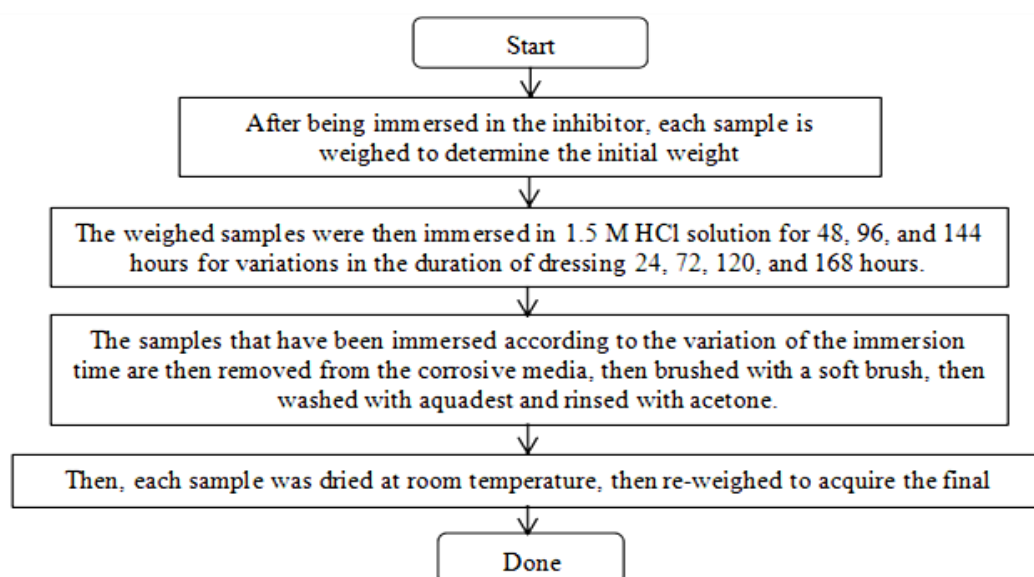 Start
After being immersed in the inhibitor, each sample is
weighed to determine the initial weight
The weighed samples were then immersed in 1.5 M HCl solution for 48, 96, and 144
hours for variations in the duration of dressing 24, 72, 120, and 168 hours.
The samples that have been immersed according to the variation of the immersion
time are then removed from the corrosive media, then brushed with a soft brush, then
washed with aquadest and rinsed with acetone.
Then, each sample was dried at room temperature, then re-weighed to acquire the final
Done